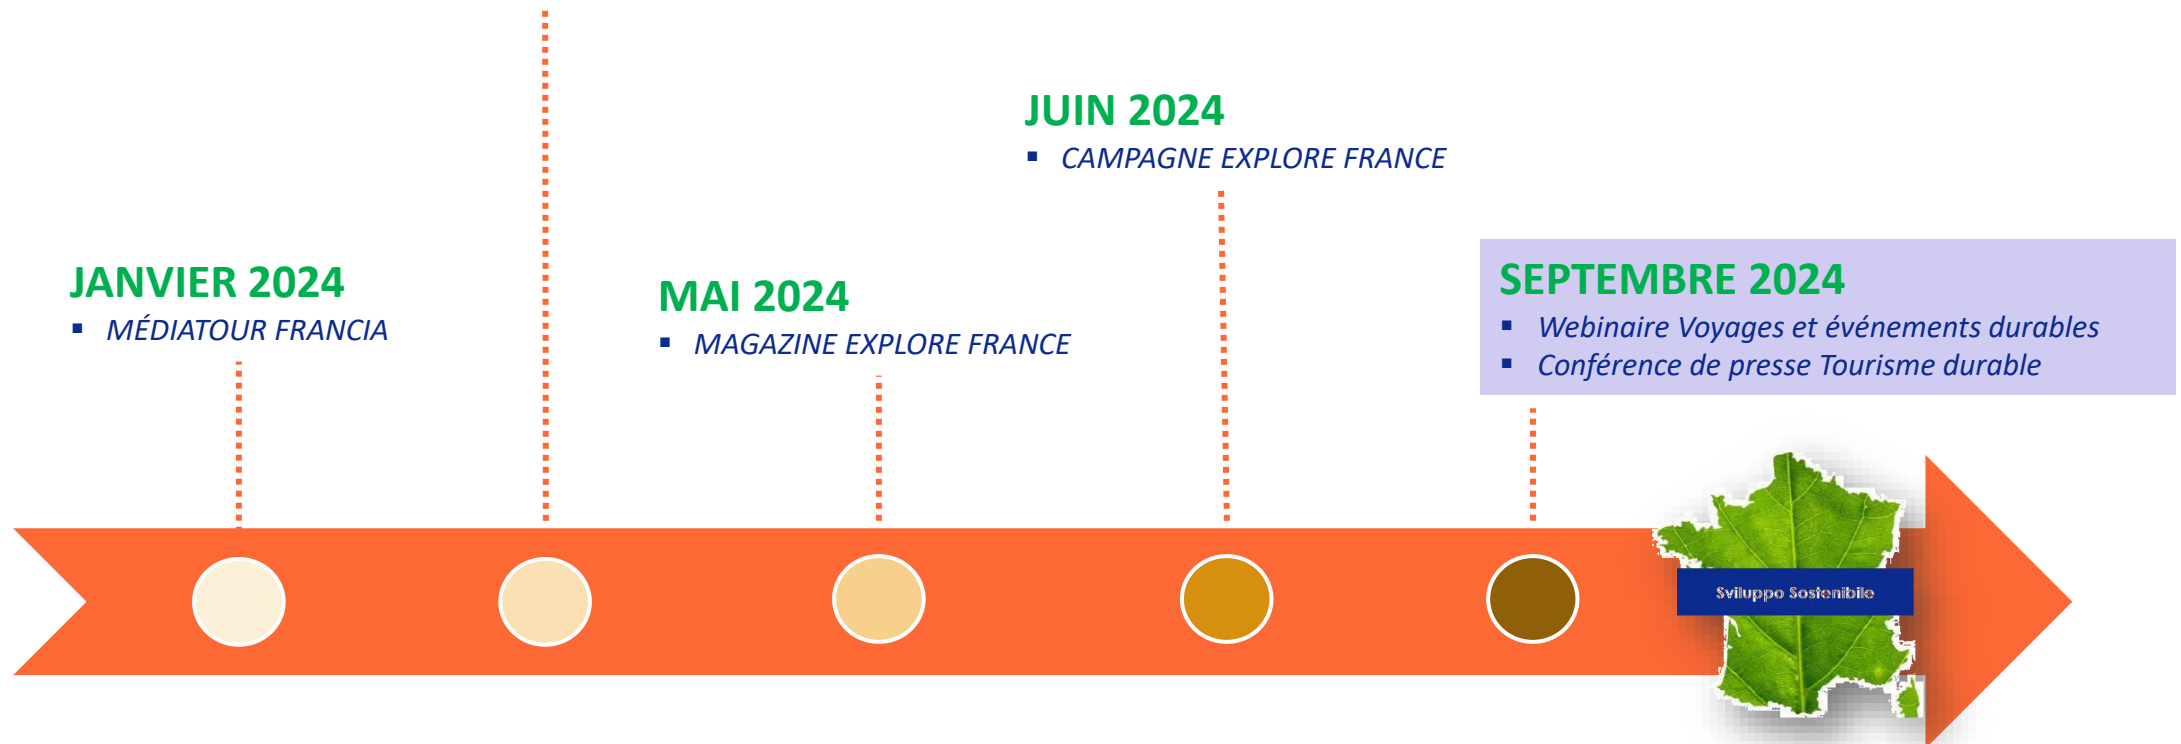 JANVIER 2024
▪ MÉDIATOUR FRANCIA
MAI 2024
▪ MAGAZINE EXPLORE FRANCE
JUIN 2024
▪ CAMPAGNE EXPLORE FRANCE
SEPTEMBRE 2024
▪ Webinaire Voyages et événements durables
▪ Conférence de presse Tourisme durable
Sviluppo Sostenibile